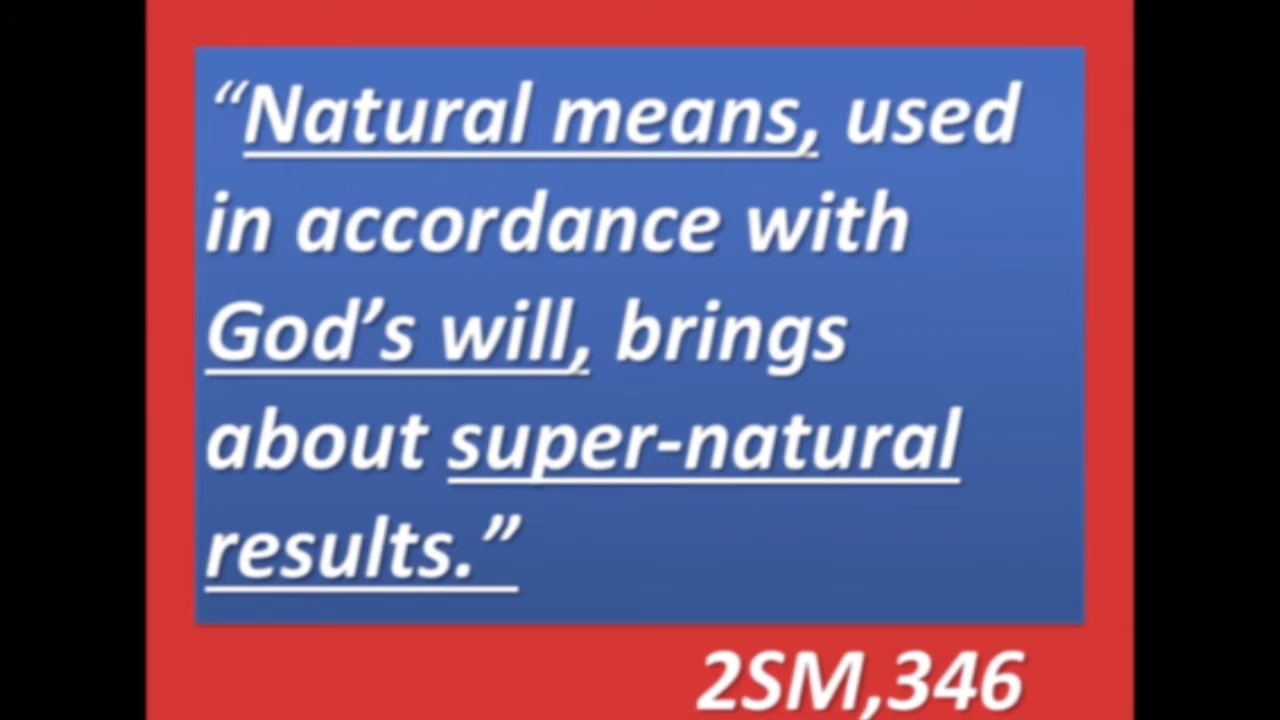 “Natural means, used
in accordance with
God’s will, brings
about super-natural
results.”
2SM,346